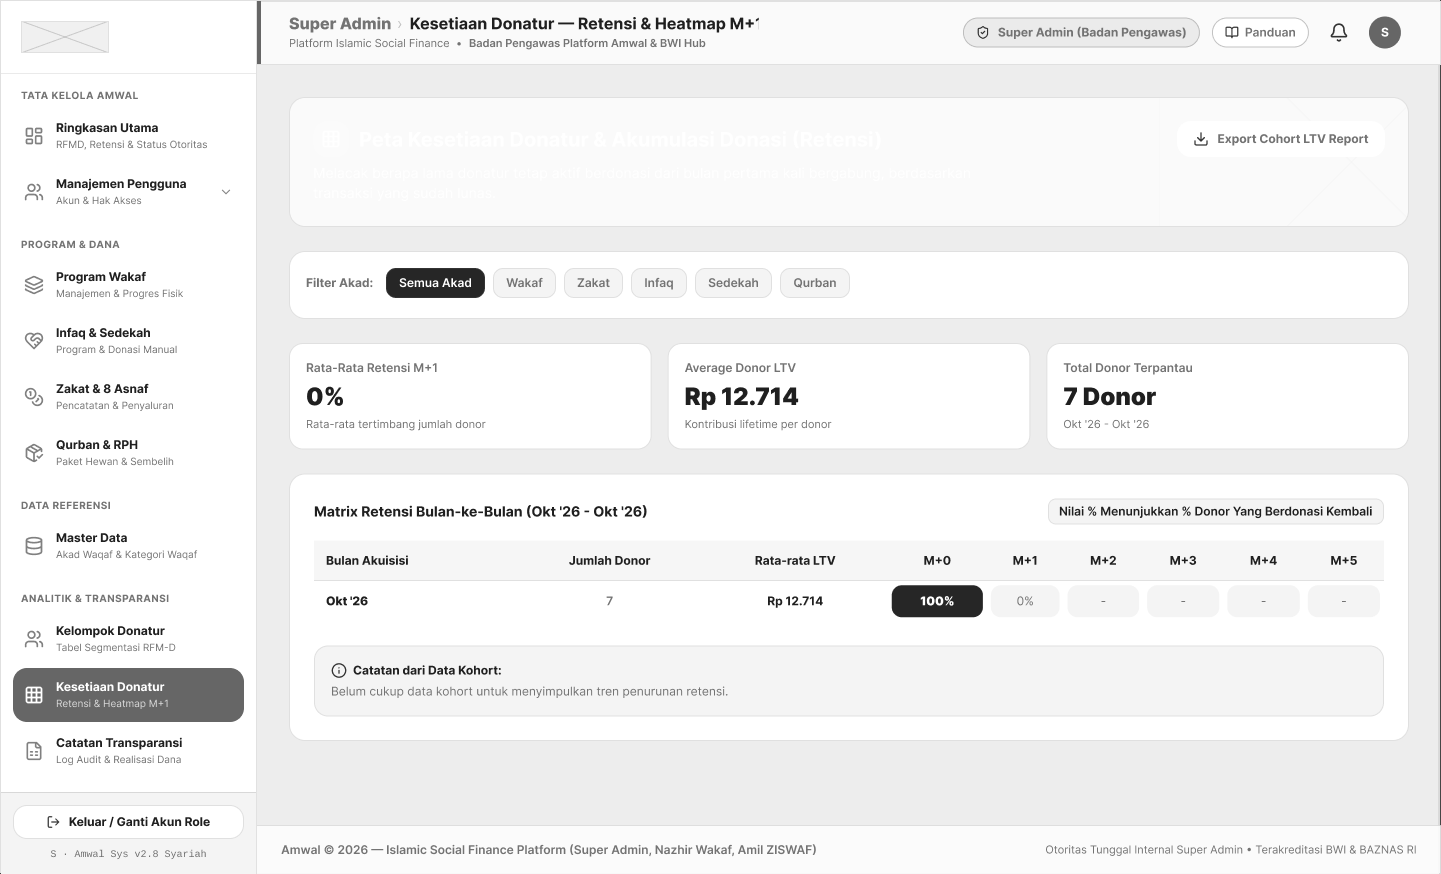 TATA KELOLA AMWAL
Ringkasan Utama
RFMD, Retensi & Status Otoritas
Manajemen Pengguna
Akun & Hak Akses
PROGRAM & DANA
Program Wakaf
Manajemen & Progres Fisik
Infaq & Sedekah
Program & Donasi Manual
Zakat & 8 Asnaf
Pencatatan & Penyaluran
Qurban & RPH
Paket Hewan & Sembelih
DATA REFERENSI
Master Data
Akad Waqaf & Kategori Waqaf
ANALITIK & TRANSPARANSI
Kelompok Donatur
Tabel Segmentasi RFM-D
Kesetiaan Donatur
Retensi & Heatmap M+1
Catatan Transparansi
Log Audit & Realisasi Dana
Keluar / Ganti Akun Role
S · Amwal Sys v2.8 Syariah
Super Admin › Kesetiaan Donatur — Retensi & Heatmap M+1
Platform Islamic Social Finance • Badan Pengawas Platform Amwal & BWI Hub
Super Admin (Badan Pengawas)
Panduan
S
Peta Kesetiaan Donatur & Akumulasi Donasi (Retensi)
Export Cohort LTV Report
Filter Akad:
Semua Akad
Wakaf
Zakat
Infaq
Sedekah
Qurban
Rata-Rata Retensi M+1
0%
Rata-rata tertimbang jumlah donor
Average Donor LTV
Rp 12.714
Kontribusi lifetime per donor
Total Donor Terpantau
7 Donor
Okt '26 - Okt '26
Matrix Retensi Bulan-ke-Bulan (Okt '26 - Okt '26)
Nilai % Menunjukkan % Donor Yang Berdonasi Kembali
Bulan Akuisisi Jumlah Donor Rata-rata LTV M+0 M+1 M+2 M+3 M+4 M+5
Okt '26 7 Rp 12.714 100% 0% - - - -
Catatan dari Data Kohort:
Belum cukup data kohort untuk menyimpulkan tren penurunan retensi.
Amwal © 2026 — Islamic Social Finance Platform (Super Admin, Nazhir Wakaf, Amil ZISWAF)
Otoritas Tunggal Internal Super Admin • Terakreditasi BWI & BAZNAS RI